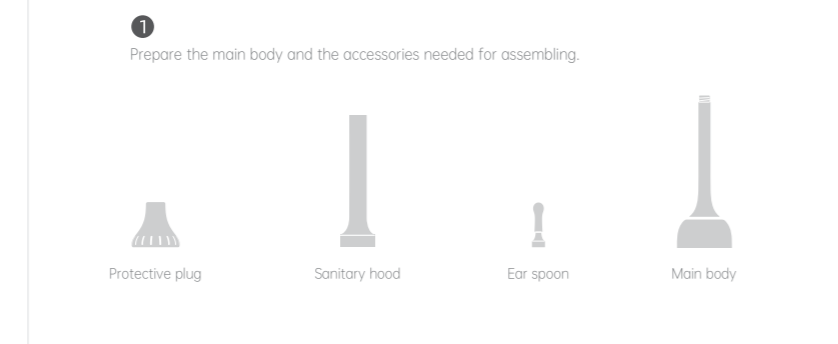 1
Prepare the main body and the accessories needed for assembling.
Protective plug Sanitary hood Ear spoon Main body